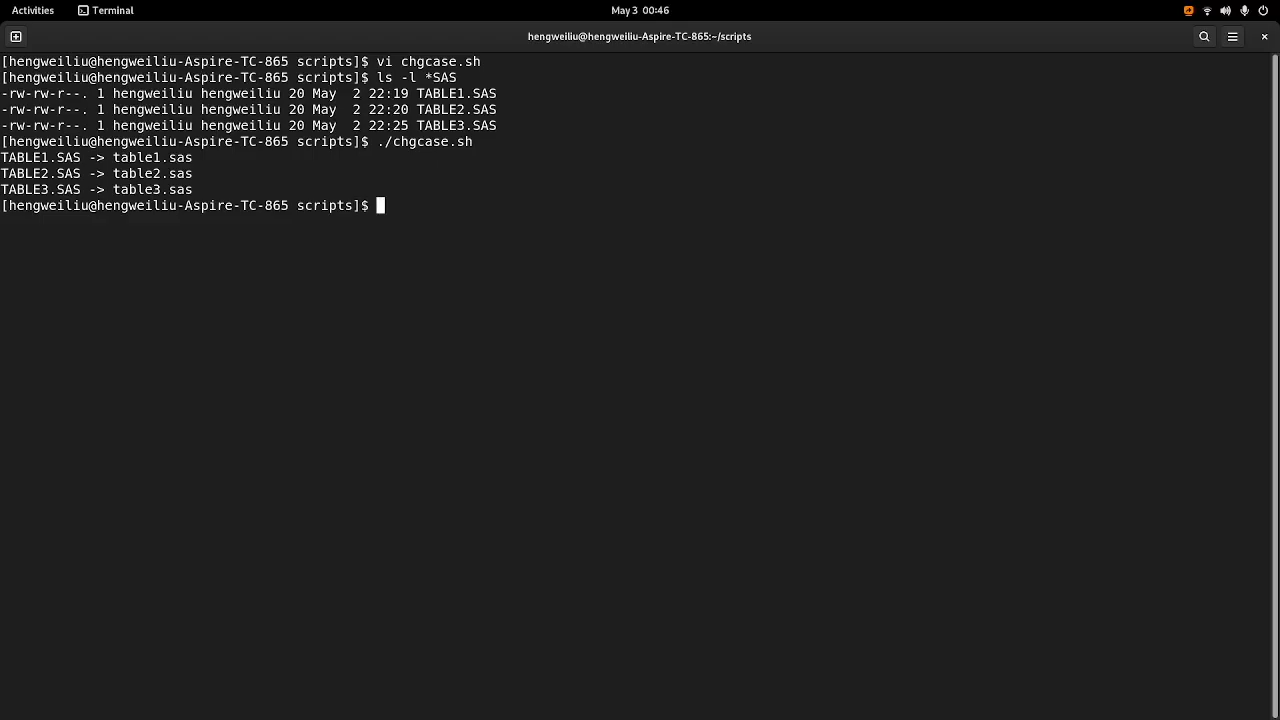 Activities Terminal May 3 00:46
hengweiliu@hengweiliu-Aspire-TC-865:~/scripts
[hengweiliu@hengweiliu-Aspire-TC-865 scripts]$ vi chgcase.sh
[hengweiliu@hengweiliu-Aspire-TC-865 scripts]$ ls -l *SAS
-rw-rw-r--. 1 hengweiliu hengweiliu 20 May  2 22:19 TABLE1.SAS
-rw-rw-r--. 1 hengweiliu hengweiliu 20 May  2 22:20 TABLE2.SAS
-rw-rw-r--. 1 hengweiliu hengweiliu 20 May  2 22:25 TABLE3.SAS
[hengweiliu@hengweiliu-Aspire-TC-865 scripts]$ ./chgcase.sh
TABLE1.SAS -> table1.sas
TABLE2.SAS -> table2.sas
TABLE3.SAS -> table3.sas
[hengweiliu@hengweiliu-Aspire-TC-865 scripts]$